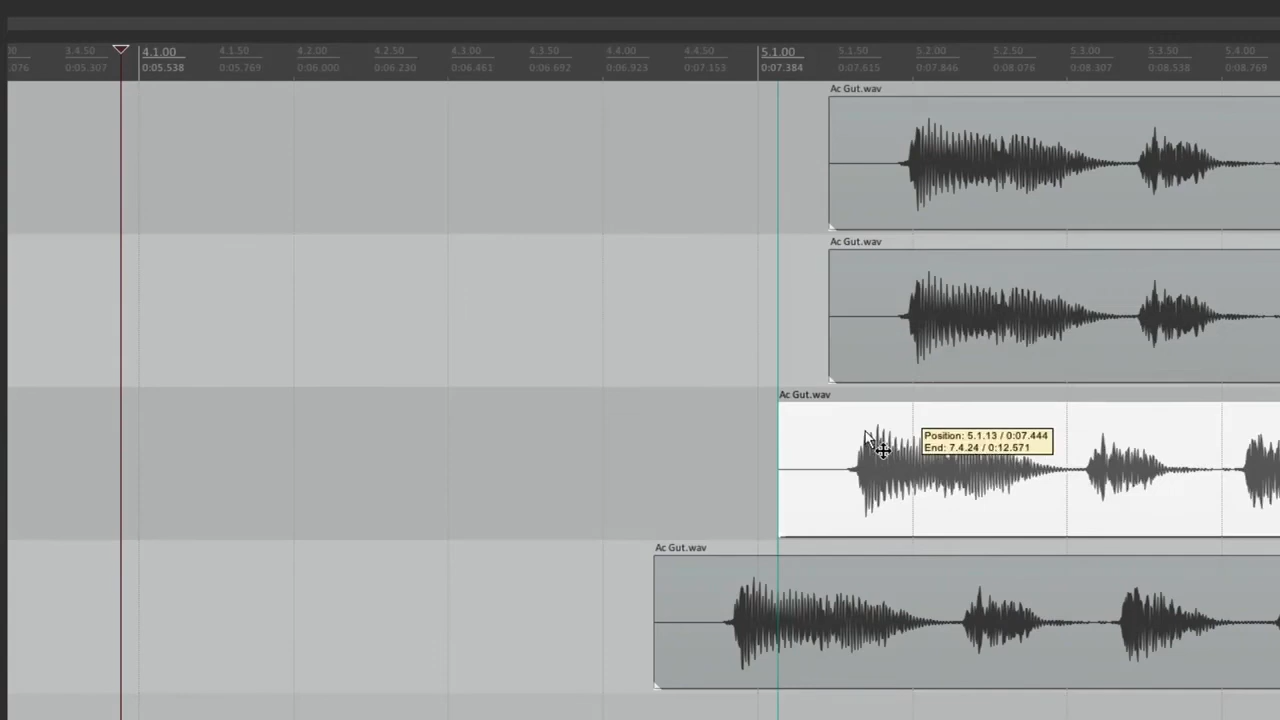 00 3.4.50 4.1.00 4.1.50 4.2.00 4.2.50 4.3.00 4.3.50 4.4.00 4.4.50 5.1.00 5.1.50 5.2.00 5.2.50 5.3.00 5.3.50 5.4.00
.076 0:05.307 0:05.538 0:05.769 0:06.000 0:06.230 0:06.461 0:06.692 0:06.923 0:07.153 0:07.384 0:07.615 0:07.846 0:08.076 0:08.307 0:08.538 0:08.769
Ac Gut.wav
Ac Gut.wav
Ac Gut.wav
Position: 5.1.13 / 0:07.444
End: 7.4.24 / 0:12.571
Ac Gut.wav